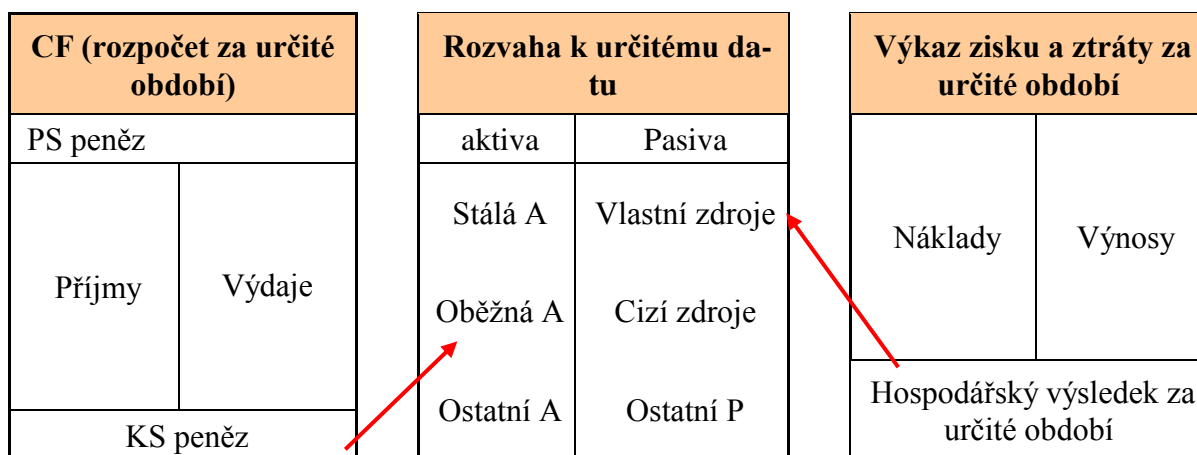 CF (rozpočet za určité
období)
PS peněz
Příjmy
Výdaje
KS peněz
Rozvaha k určitému da-
tu
aktiva
Pasiva
Stálá A
Vlastní zdroje
Oběžná A
Cizí zdroje
Ostatní A
Ostatní P
Výkaz zisku a ztráty za
určité období
Náklady
Výnosy
Hospodářský výsledek za
určité období